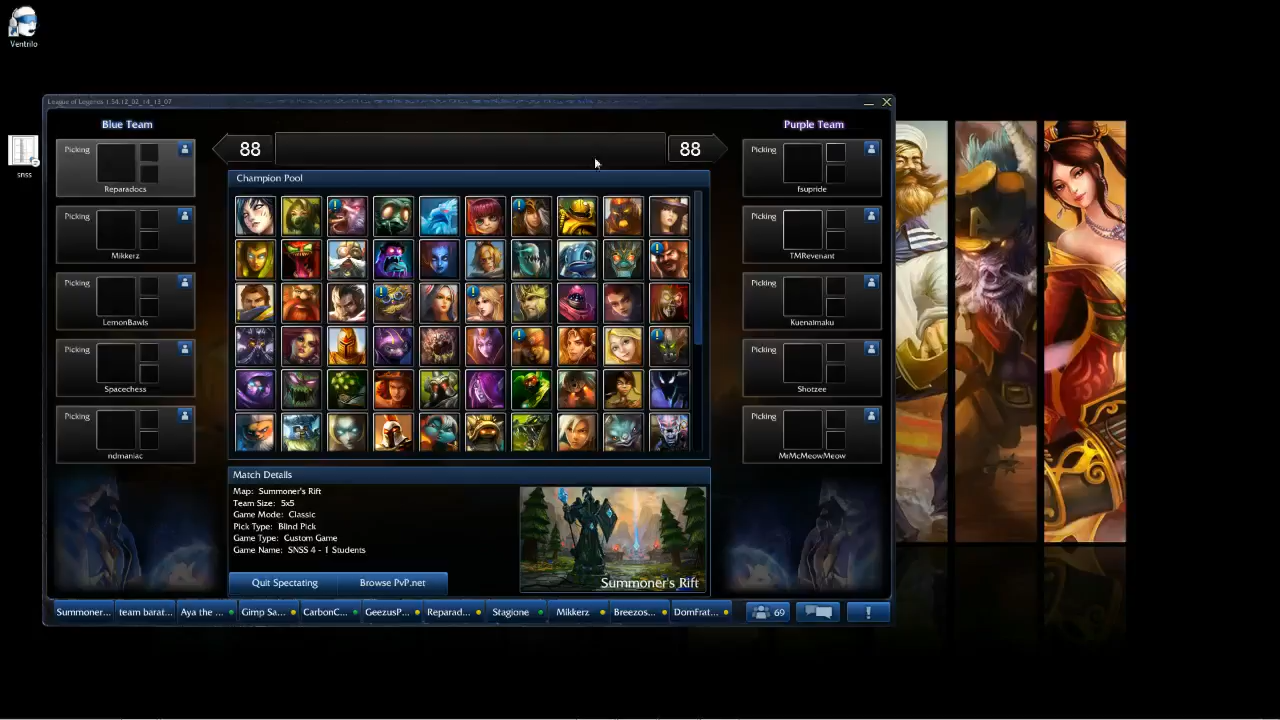 Ventrilo
League of Legends 1.54.12_02_14_13_07
Blue Team
88
88
Purple Team
Picking
Reparadocs
Picking
Mikkerz
Picking
LemonBawls
Picking
Spacechess
Picking
ndmaniac
snss
Champion Pool
Picking
fsupride
Picking
TMRevenant
Picking
Kuenaimaku
Picking
Shotzee
Picking
MrMcMeowMeow
Match Details
Map: Summoner's Rift
Team Size: 5x5
Game Mode: Classic
Pick Type: Blind Pick
Game Type: Custom Game
Game Name: SNSS 4 - 1 Students
Summoner's Rift
Quit Spectating
Browse PvP.net
Summoner...
team barat...
Aya the ...
Gimp Sa...
CarbonC...
GeezusP...
Reparad...
Stagione
Mikkerz
Breezos...
DomFrat...
69